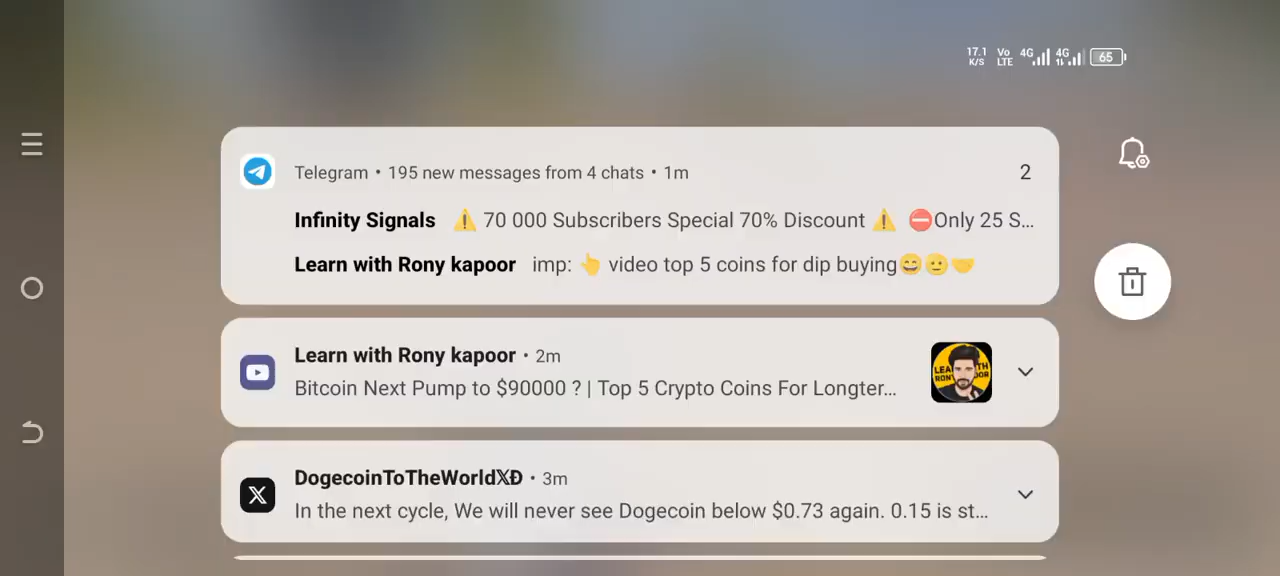 17.1 K/S Vo LTE 4G 4G 65
Telegram • 195 new messages from 4 chats • 1m 2
Infinity Signals ⚠️ 70 000 Subscribers Special 70% Discount ⚠️ ⛔Only 25 S...
Learn with Rony kapoor imp: 👆 video top 5 coins for dip buying😄🫡🤝
Learn with Rony kapoor • 2m
Bitcoin Next Pump to $90000 ? | Top 5 Crypto Coins For Longter...
DogecoinToTheWorld𝕏Ð • 3m
In the next cycle, We will never see Dogecoin below $0.73 again. 0.15 is st...